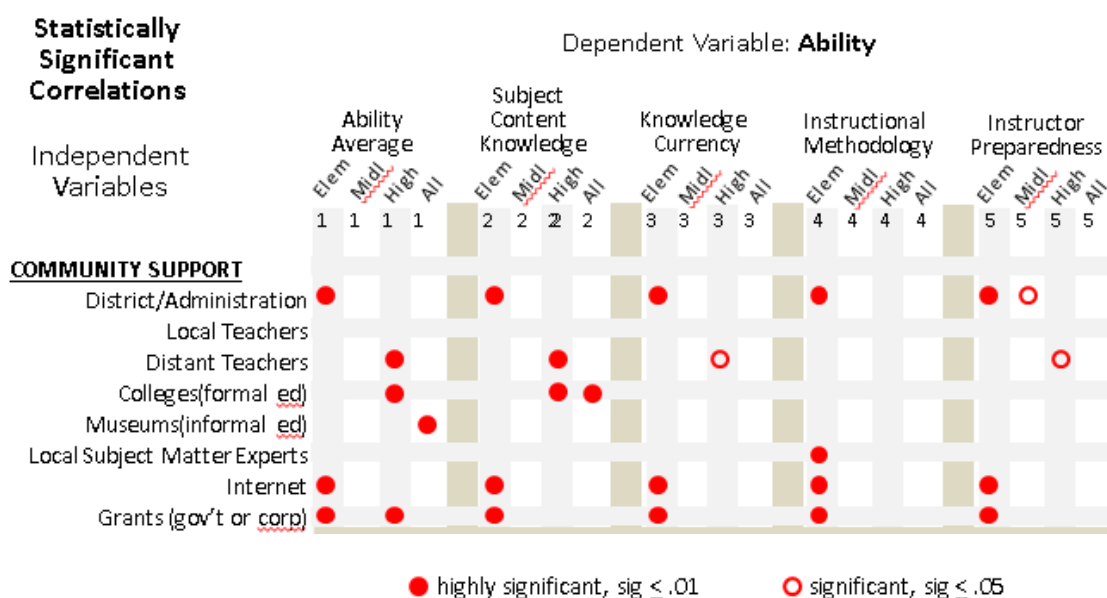 Statistically
Significant
Correlations
Dependent Variable: Ability
Independent
Variables
Ability
Average
Subject
Content
Knowledge
Knowledge
Currency
Instructional
Methodology
Instructor
Preparedness
Elem Midl High All Elem Midl High All Elem Midl High All Elem Midl High All Elem Midl High All
1 1 1 1 2 2 2 2 3 3 3 3 4 4 4 4 5 5 5 5
COMMUNITY SUPPORT
District/Administration
Local Teachers
Distant Teachers
Colleges(formal ed)
Museums(informal ed)
Local Subject Matter Experts
Internet
Grants (gov't or corp)
highly significant, sig ≤ .01 significant, sig ≤ .05